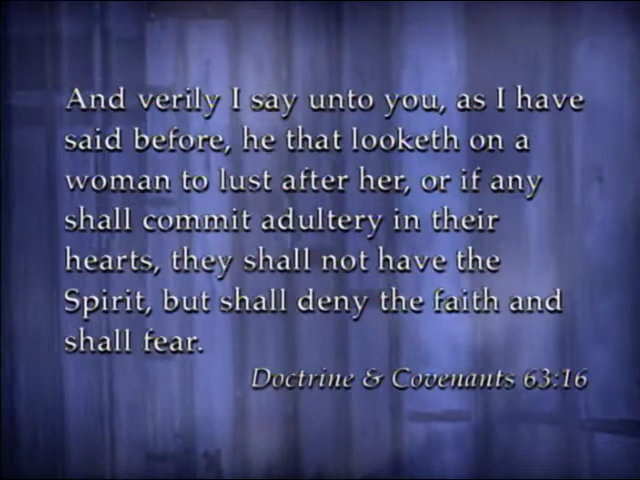 And verily I say unto you, as I have
said before, he that looketh on a
woman to lust after her, or if any
shall commit adultery in their
hearts, they shall not have the
Spirit, but shall deny the faith and
shall fear.
Doctrine & Covenants 63:16